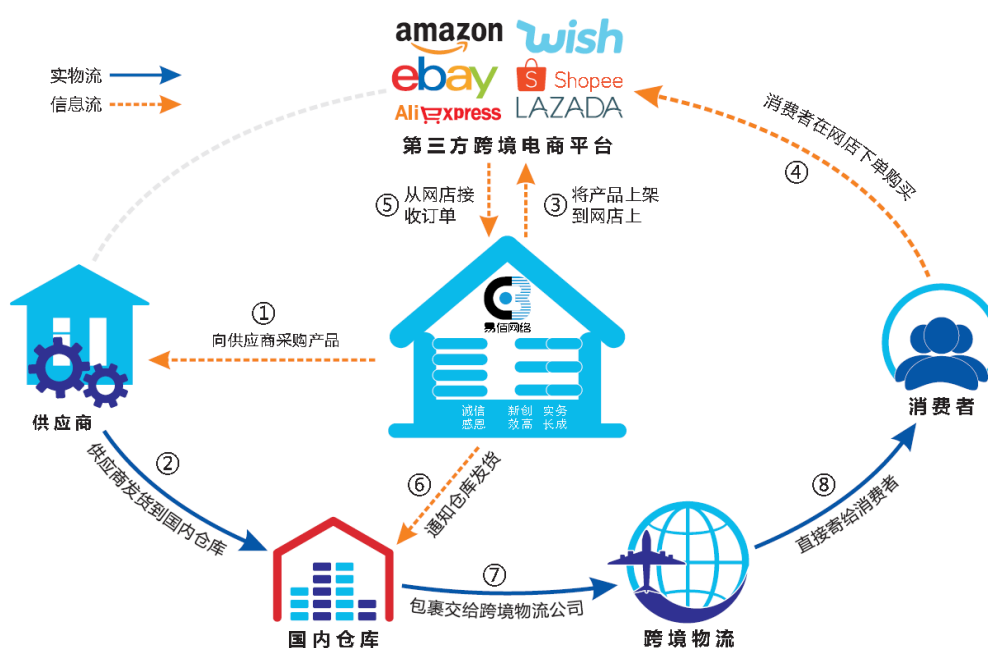 实物流
信息流
amazon
wish
ebay
S Shopee
AliExpress
LAZADA
第三方跨境电商平台
⑤ 从网店接
收订单
③ 将产品上架
到网店上
④
消费者在网店下单购买
①
向供应商采购产品
易佰网络
诚信 新创 实务
感恩 效高 长成
供应商
消费者
②
供应商发货到国内仓库
⑥
通知仓库发货
⑦
包裹交给跨境物流公司
⑧
直接寄给消费者
国内仓库
跨境物流